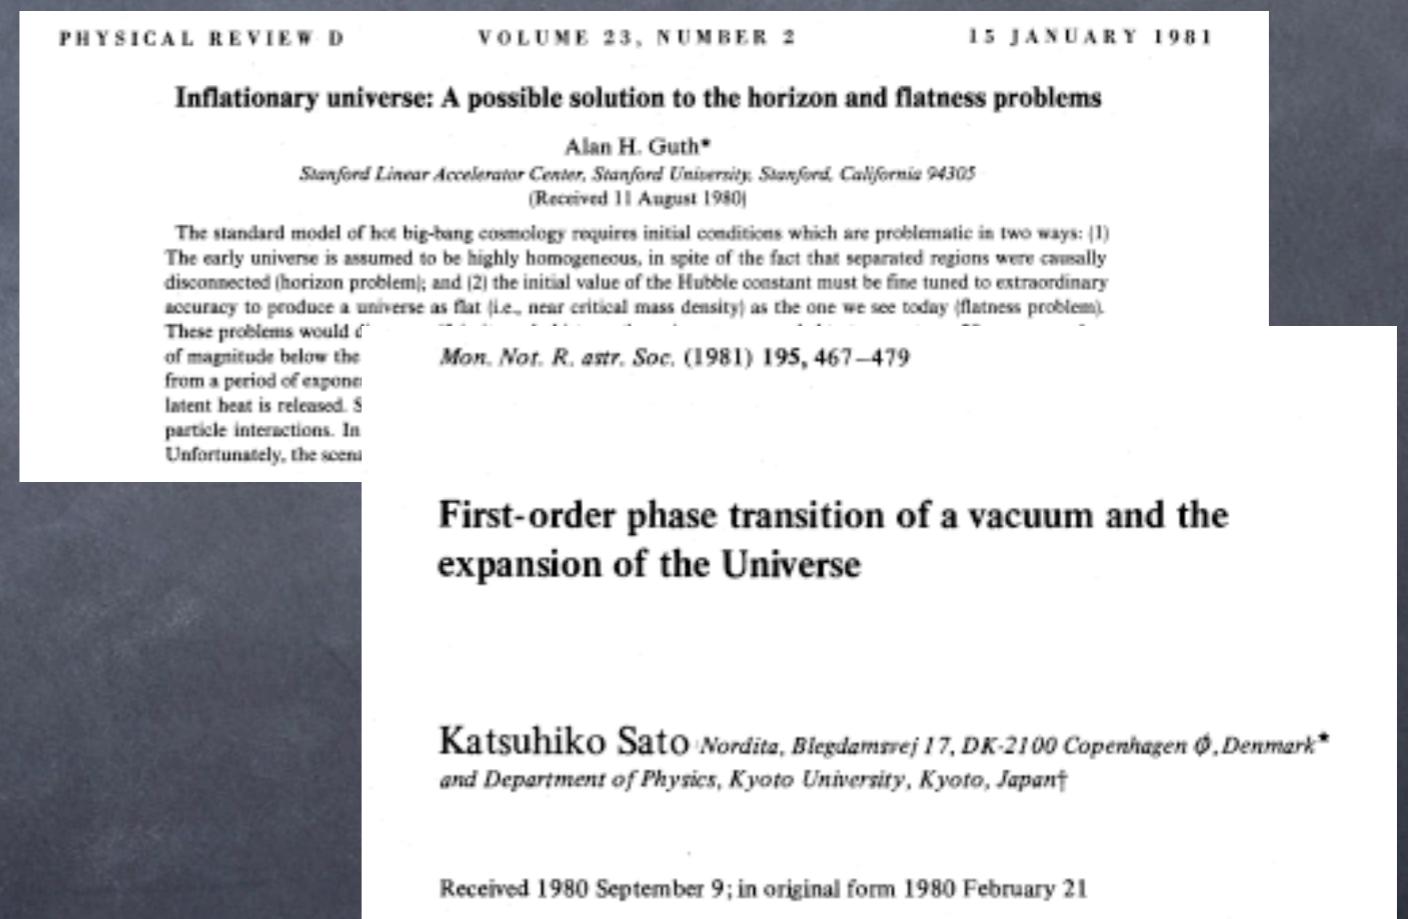 PHYSICAL REVIEW D VOLUME 23, NUMBER 2 15 JANUARY 1981
Inflationary universe: A possible solution to the horizon and flatness problems
Alan H. Guth*
Stanford Linear Accelerator Center, Stanford University, Stanford, California 94305
(Received 11 August 1980)
The standard model of hot big-bang cosmology requires initial conditions which are problematic in two ways: (1)
The early universe is assumed to be highly homogeneous, in spite of the fact that separated regions were causally
disconnected (horizon problem); and (2) the initial value of the Hubble constant must be fine tuned to extraordinary
accuracy to produce a universe as flat (i.e., near critical mass density) as the one we see today (flatness problem).
These problems would
of magnitude below the
from a period of
latent heat is released.
particle interactions. In
Unfortunately, the
Mon. Not. R. astr. Soc. (1981) 195, 467–479
First-order phase transition of a vacuum and the
expansion of the Universe
Katsuhiko Sato Nordita, Blegdamsvej 17, DK-2100 Copenhagen Ø, Denmark★
and Department of Physics, Kyoto University, Kyoto, Japan†
Received 1980 September 9; in original form 1980 February 21